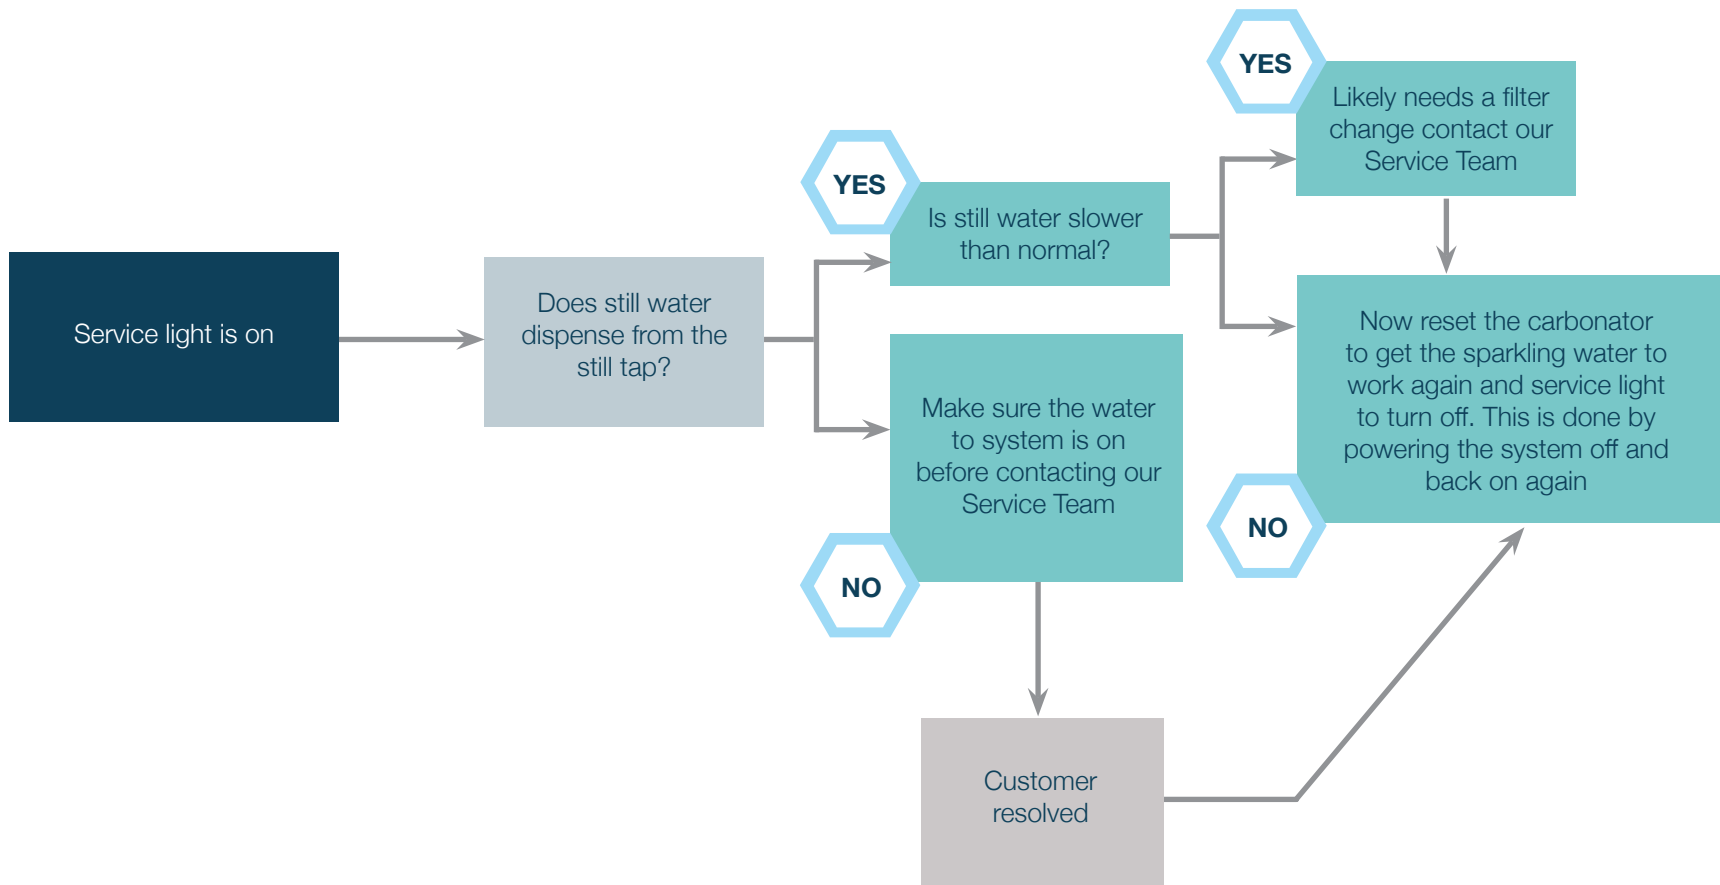 Service light is on
Does still water
dispense from the
still tap?
YES
Is still water slower
than normal?
Make sure the water
to system is on
before contacting our
Service Team
NO
Customer
resolved
YES
Likely needs a filter
change contact our
Service Team
Now reset the carbonator
to get the sparkling water to
work again and service light
to turn off. This is done by
powering the system off and
back on again
NO